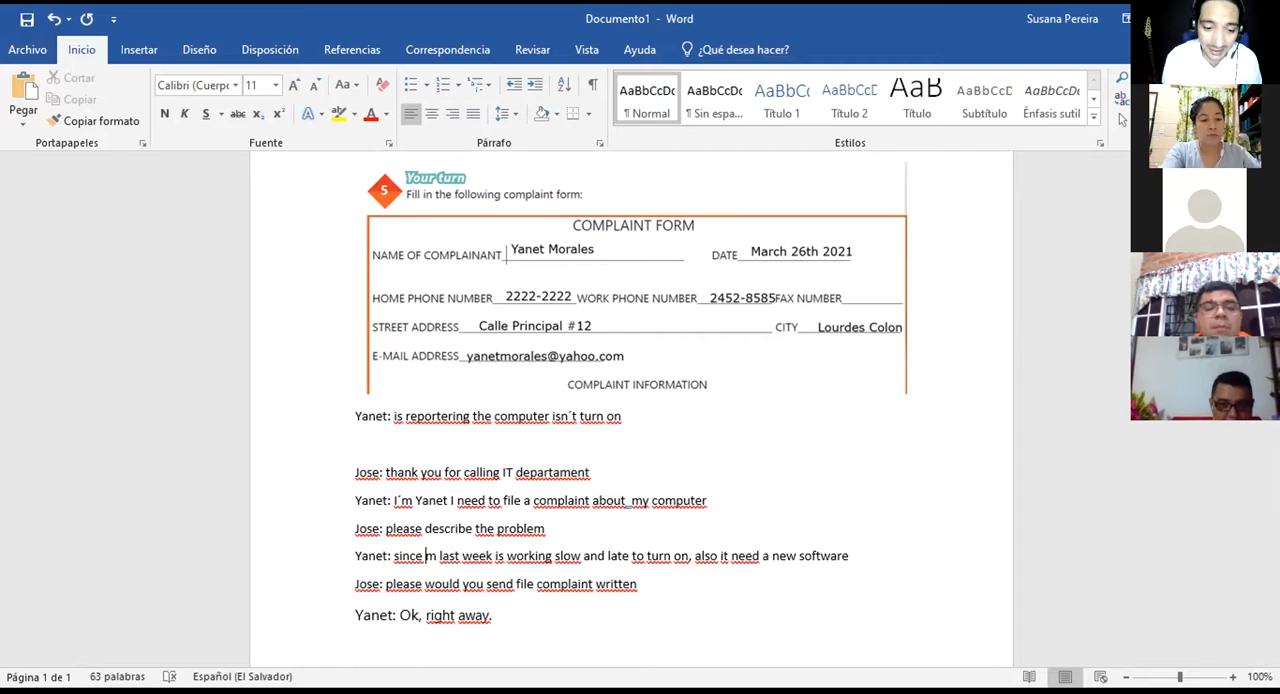 Documento1 - Word
Susana Pereira
Archivo Inicio Insertar Diseño Disposición Referencias Correspondencia Revisar Vista Ayuda ¿Qué desea hacer?
Pegar
Cortar
Copiar
Copiar formato
Portapapeles
Calibri (Cuerpo 11
N K S abc x₂ x²
Fuente
Párrafo
AaBbCcDc AaBbCcDc AaBbCc AaBbCcD AaB AaBbCcD AaBbCcDc
¶ Normal ¶ Sin espa... Título 1 Título 2 Título Subtítulo Énfasis sutil
Estilos
5 Your turn
Fill in the following complaint form:
COMPLAINT FORM
NAME OF COMPLAINANT Yanet Morales DATE March 26th 2021
HOME PHONE NUMBER 2222-2222 WORK PHONE NUMBER 2452-8585 FAX NUMBER
STREET ADDRESS Calle Principal #12 CITY Lourdes Colon
E-MAIL ADDRESS yanetmorales@yahoo.com
COMPLAINT INFORMATION
Yanet: is reportering the computer isn´t turn on
Jose: thank you for calling IT departament
Yanet: I´m Yanet I need to file a complaint about my computer
Jose: please describe the problem
Yanet: since m last week is working slow and late to turn on, also it need a new software
Jose: please would you send file complaint written
Yanet: Ok, right away.
Página 1 de 1 63 palabras Español (El Salvador) 100%